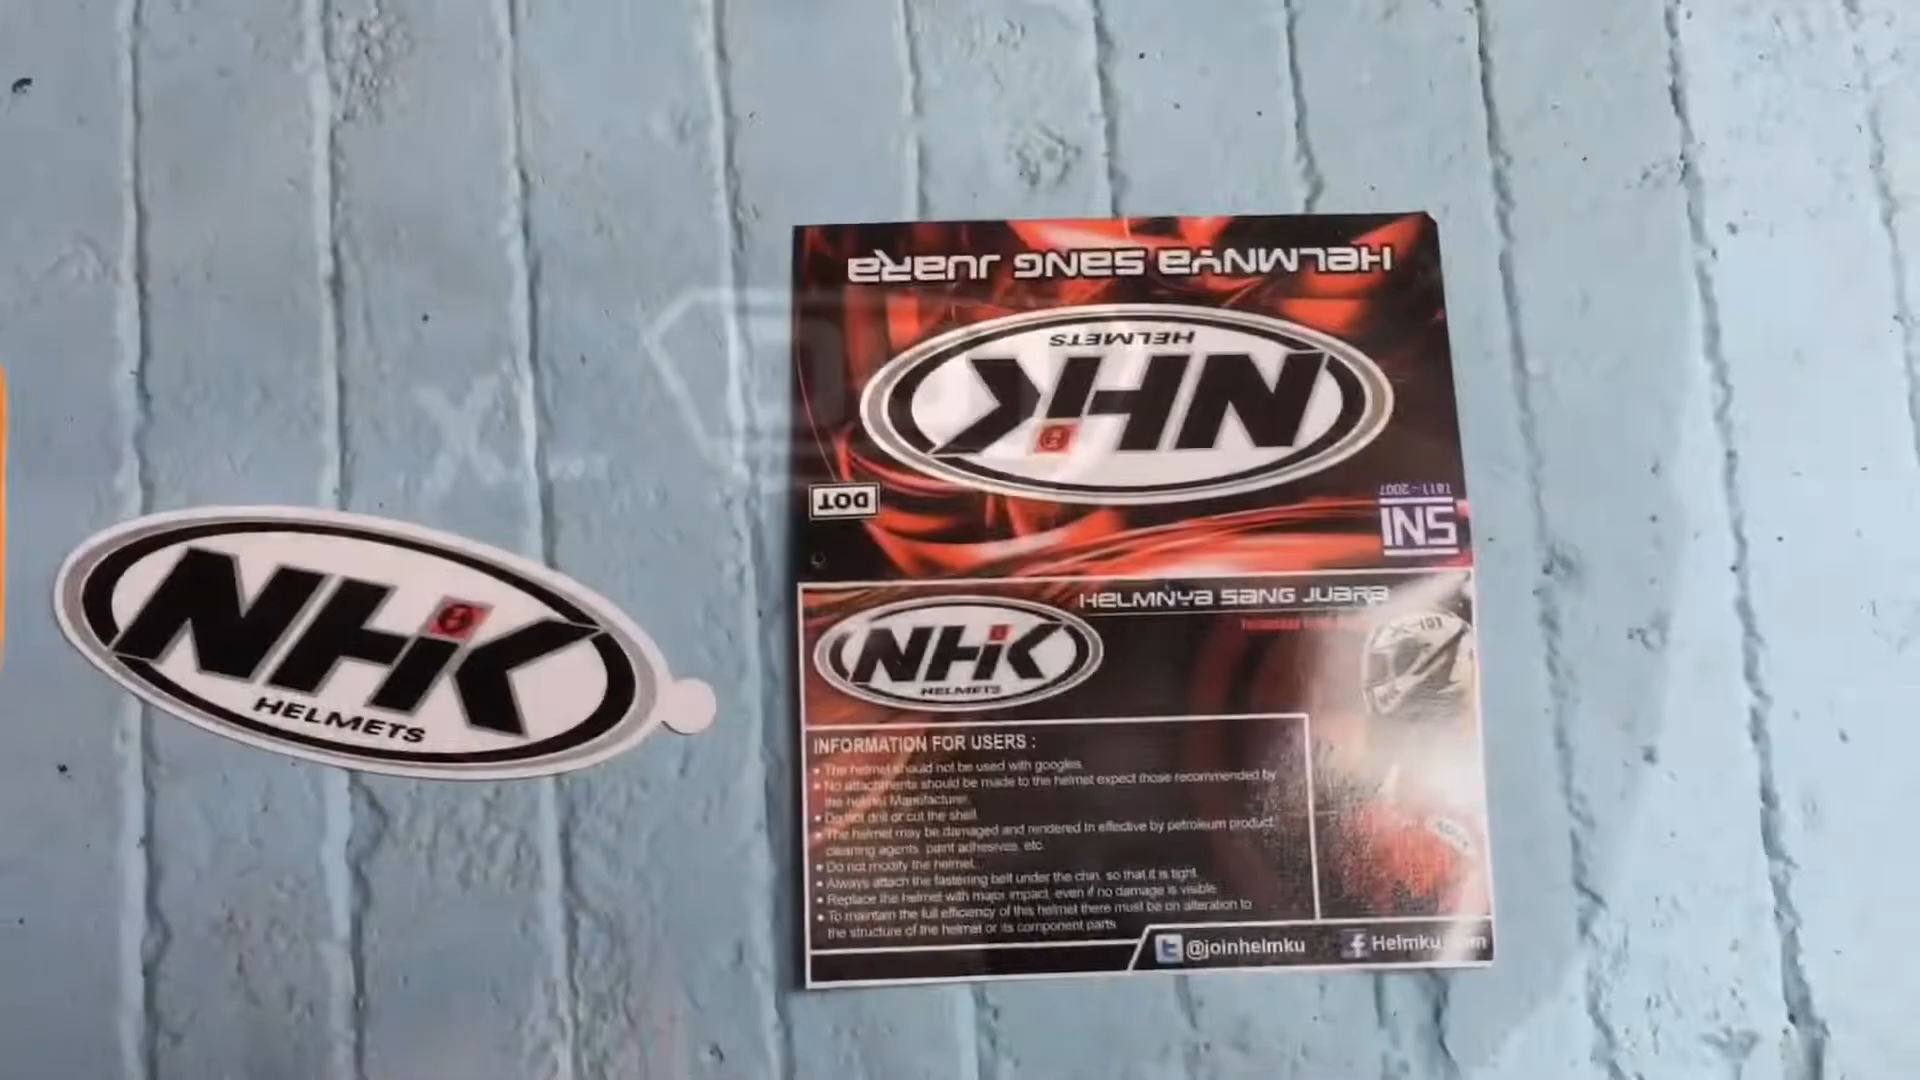 NHK
HELMETS
HELMNYA SANG JUARA
NHK
HELMETS
DOT
1811-2007
SNI
HELMNYA SANG JUARA
NHK
HELMETS
INFORMATION FOR USERS :
• The helmet should not be used with googles
• No attachments should be made to the helmet expect those recommended by
the helmet Manufacturer
• Do not drill or cut the shell
• The helmet may be damaged and rendered in effective by petroleum product
cleaning agents, paint adhesives, etc.
• Do not modify the helmet
• Always attach the fastening belt under the chin, so that it is tight
• Replace the helmet with major impact, even if no damage is visible
• To maintain the full efficiency of this helmet there must be on alteration to
the structure of the helmet or its component parts
@joinhelmku
Helmku